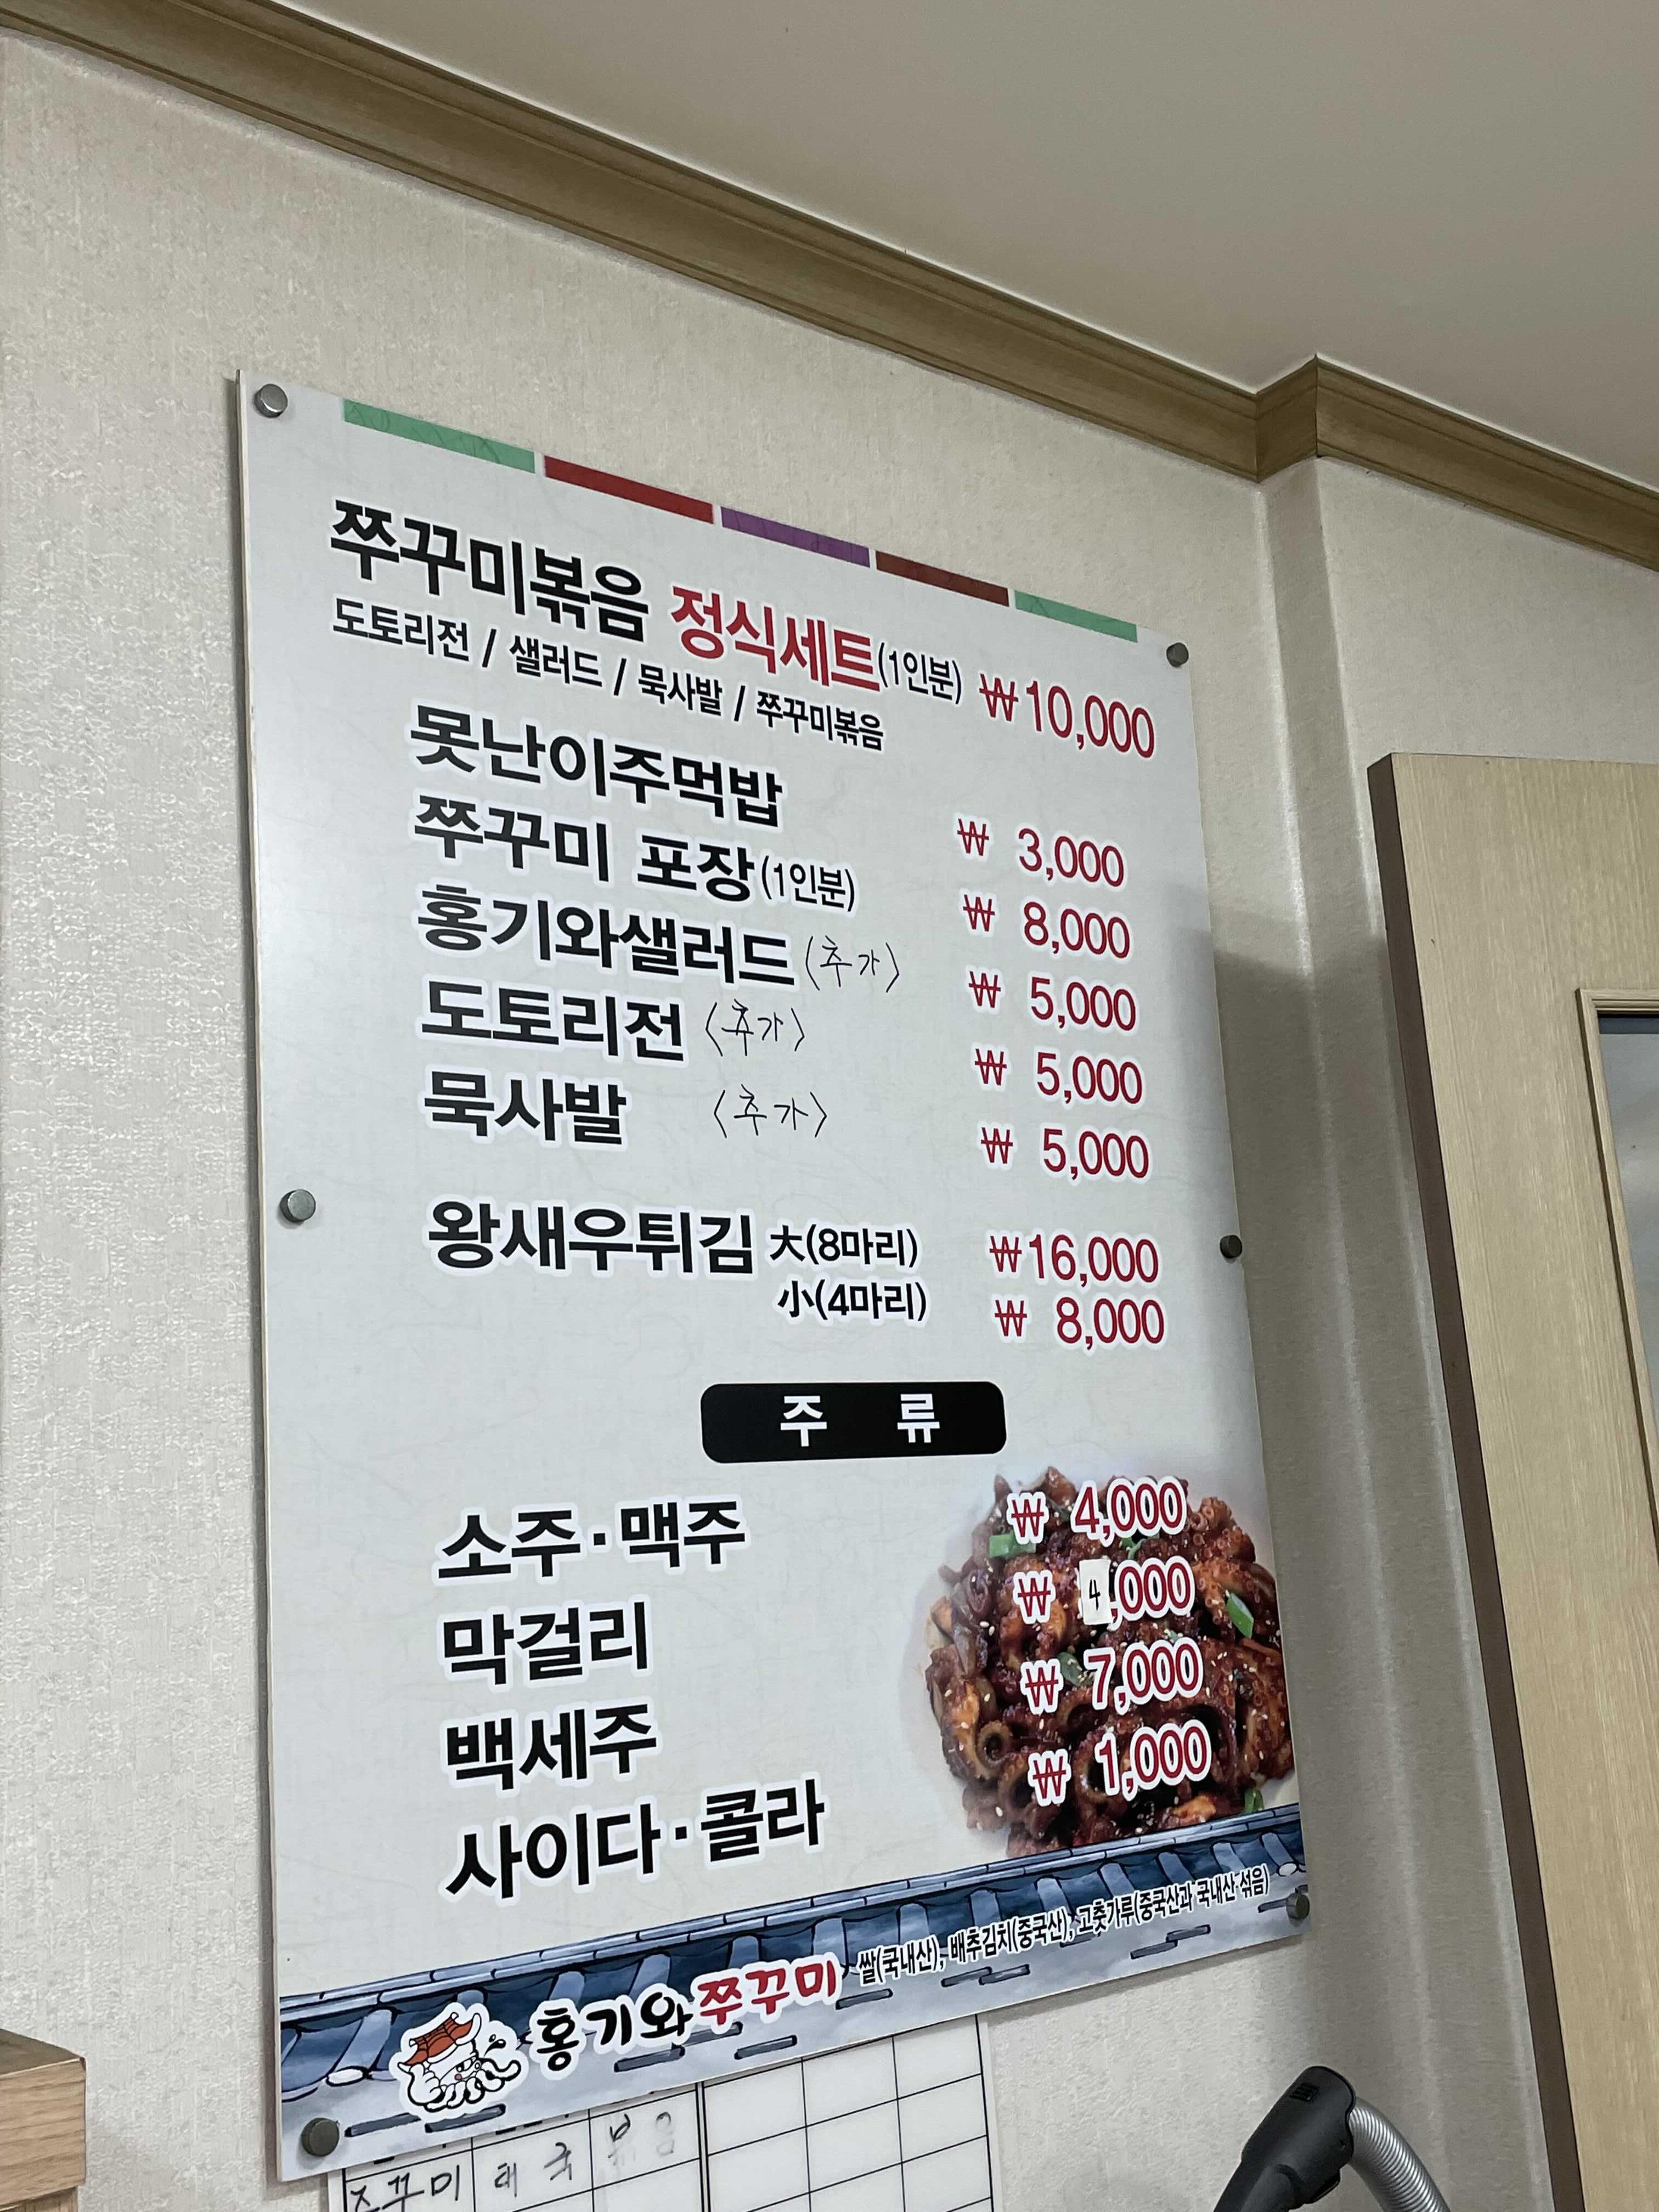 쭈꾸미볶음 정식세트(1인분) ₩10,000
도토리전 / 샐러드 / 묵사발 / 쭈꾸미볶음
못난이주먹밥 ₩ 3,000
쭈꾸미 포장(1인분) ₩ 8,000
홍기와샐러드 〈추가〉 ₩ 5,000
도토리전 〈추가〉 ₩ 5,000
묵사발 〈추가〉 ₩ 5,000
왕새우튀김 大(8마리) ₩16,000
小(4마리) ₩ 8,000
주 류
소주·맥주 ₩ 4,000
막걸리 ₩ 4,000
백세주 ₩ 7,000
사이다·콜라 ₩ 1,000
홍기와쭈꾸미 쌀(국내산), 배추김치(중국산), 고춧가루(중국산과 국내산 섞음)
쭈꾸미 태국